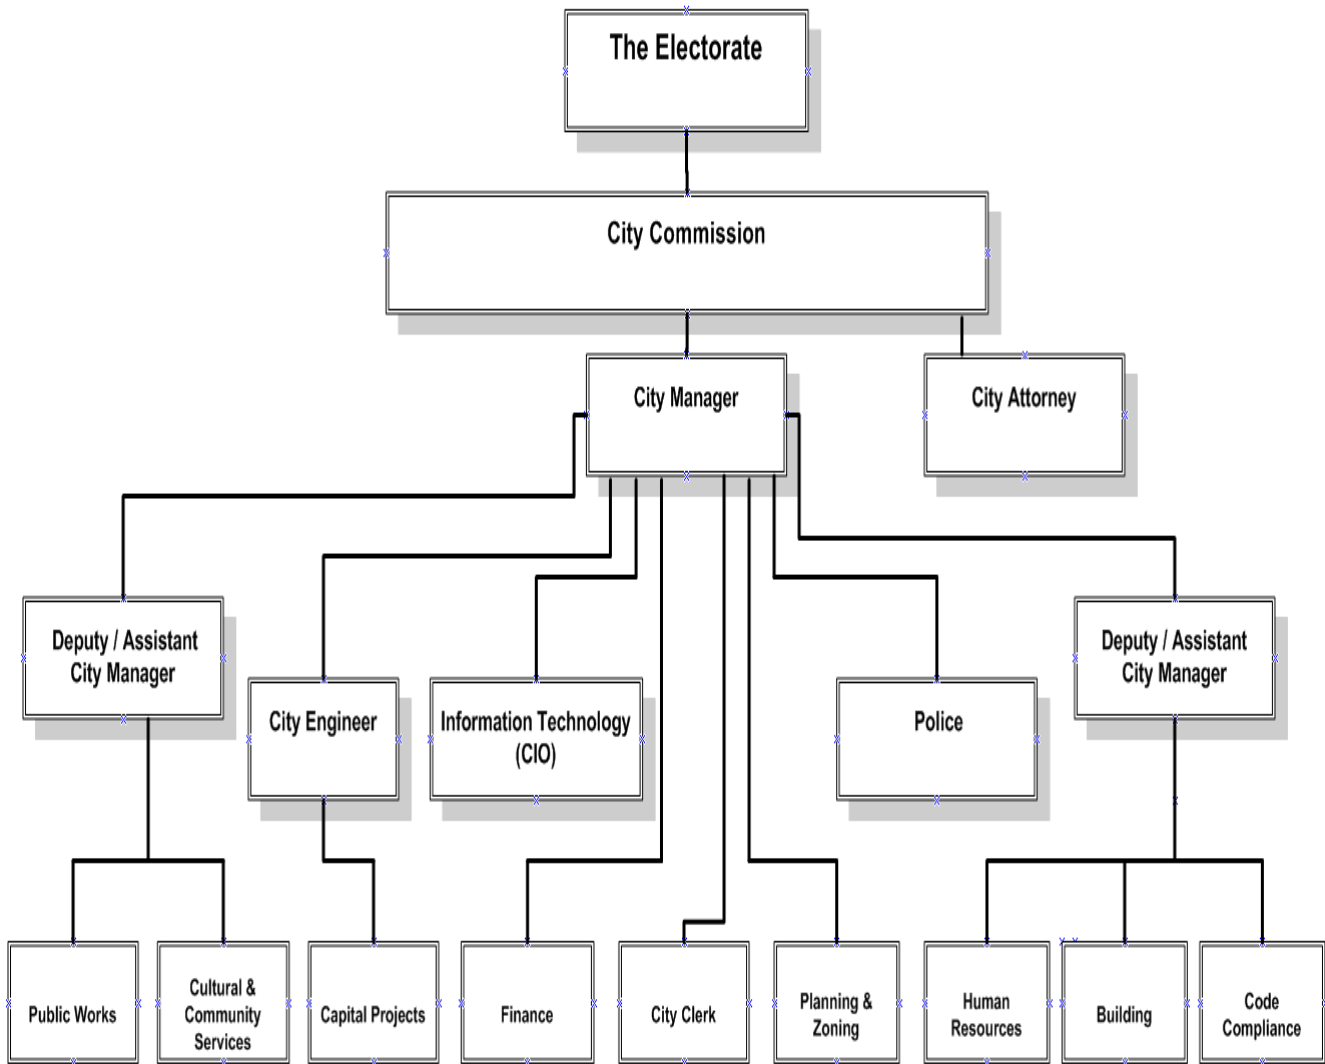 The Electorate
City Commission
City Manager
City Attorney
Deputy / Assistant
City Manager
City Engineer
Information Technology
(CIO)
Police
Deputy / Assistant
City Manager
Public Works
Cultural &
Community
Services
Capital Projects
Finance
City Clerk
Planning &
Zoning
Human
Resources
Building
Code
Compliance